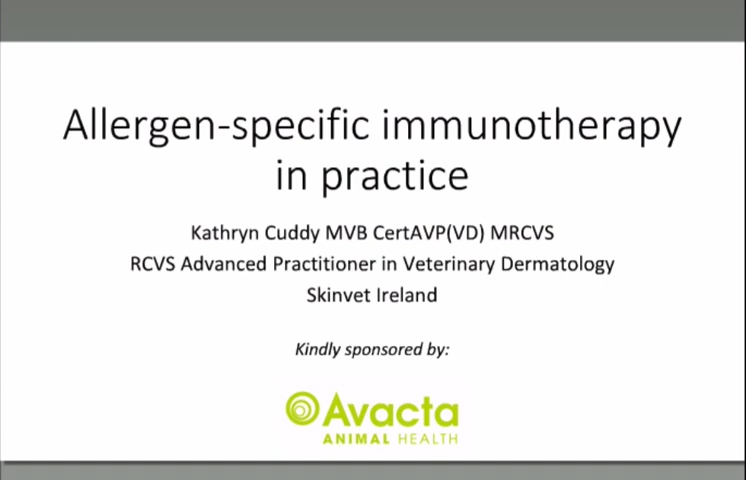 Allergen-specific immunotherapy
in practice
Kathryn Cuddy MVB CertAVP(VD) MRCVS
RCVS Advanced Practitioner in Veterinary Dermatology
Skinvet Ireland
Kindly sponsored by:
Avacta
ANIMAL HEALTH